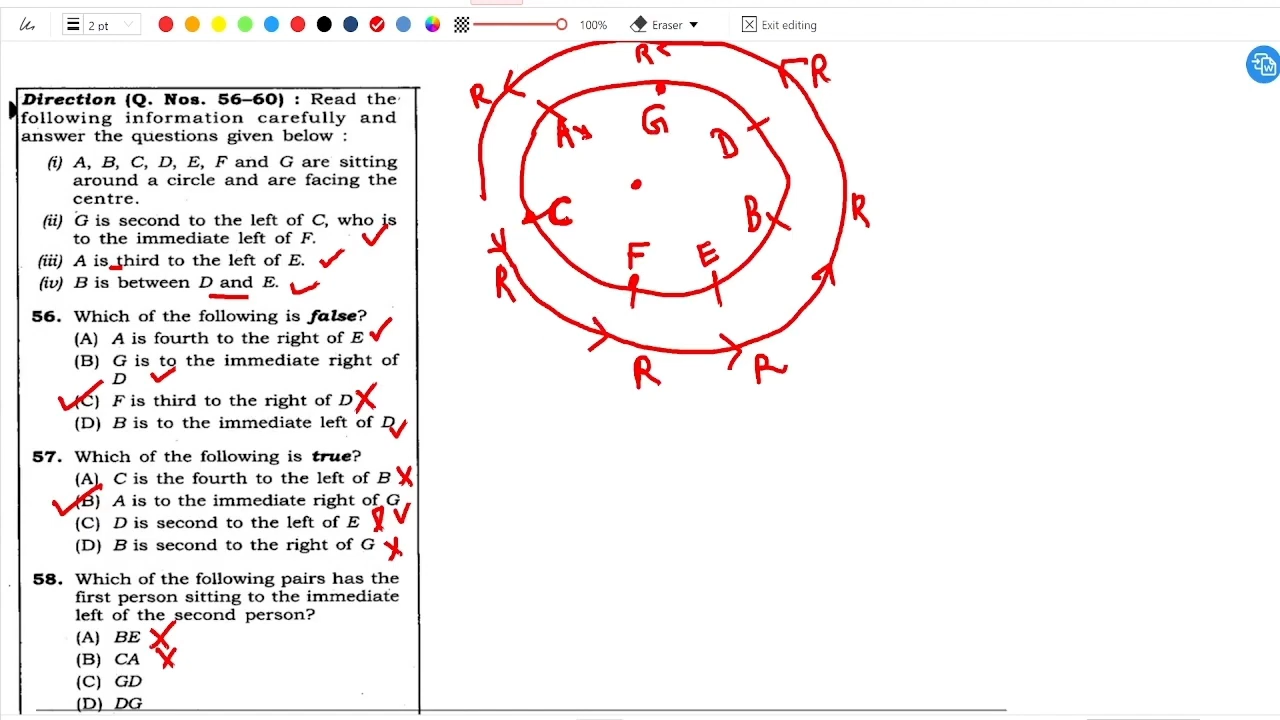 2 pt
100%
Eraser
Exit editing
Direction (Q. Nos. 56–60) : Read the
following information carefully and
answer the questions given below :
(i) A, B, C, D, E, F and G are sitting
around a circle and are facing the
centre.
(ii) G is second to the left of C, who is
to the immediate left of F.
(iii) A is third to the left of E.
(iv) B is between D and E.
56. Which of the following is false?
(A) A is fourth to the right of E
(B) G is to the immediate right of
D
(C) F is third to the right of D
(D) B is to the immediate left of D
57. Which of the following is true?
(A) C is the fourth to the left of B
(B) A is to the immediate right of G
(C) D is second to the left of E
(D) B is second to the right of G
58. Which of the following pairs has the
first person sitting to the immediate
left of the second person?
(A) BE
(B) CA
(C) GD
(D) DG
R
R
R
A
G
D
C
B
R
F
E
R
R
R
W